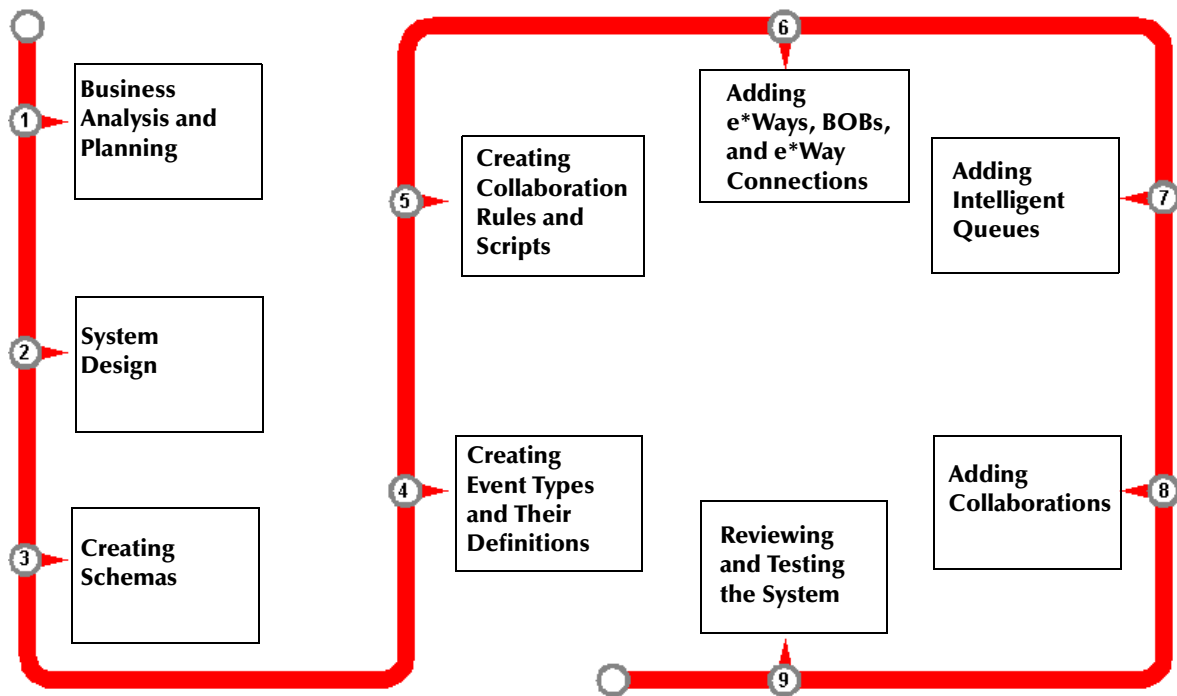 1
Business
Analysis and
Planning
2
System
Design
3
Creating
Schemas
4
Creating
Event Types
and Their
Definitions
5
Creating
Collaboration
Rules and
Scripts
6
Adding
e*Ways, BOBs,
and e*Way
Connections
7
Adding
Intelligent
Queues
8
Adding
Collaborations
9
Reviewing
and Testing
the System